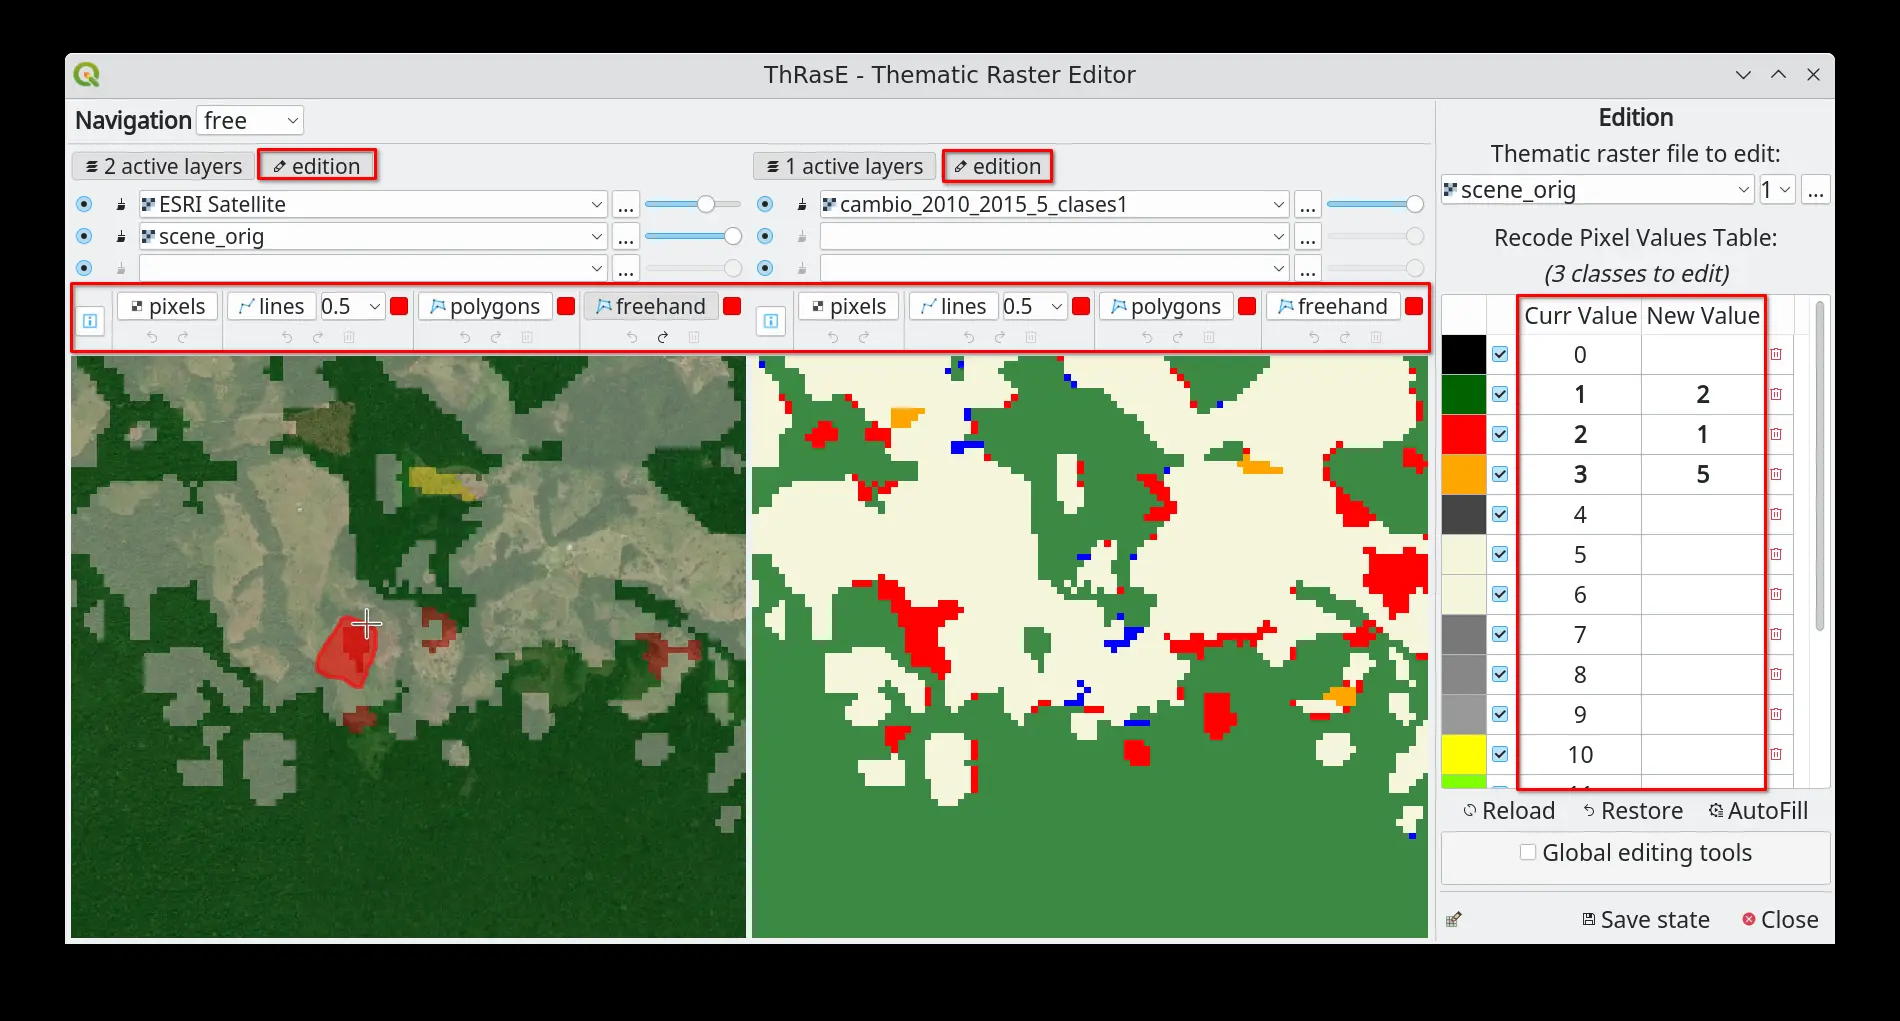 ThRasE - Thematic Raster Editor
Navigation free
2 active layers edition
1 active layers edition
ESRI Satellite ...
cambio_2010_2015_5_clases1 ...
scene_orig ...
...
...
...
pixels lines 0.5 polygons freehand
pixels lines 0.5 polygons freehand
Edition
Thematic raster file to edit:
scene_orig 1 ...
Recode Pixel Values Table:
(3 classes to edit)
Curr Value New Value
0
1 2
2 1
3 5
4
5
6
7
8
9
10
Reload Restore AutoFill
Global editing tools
Save state Close